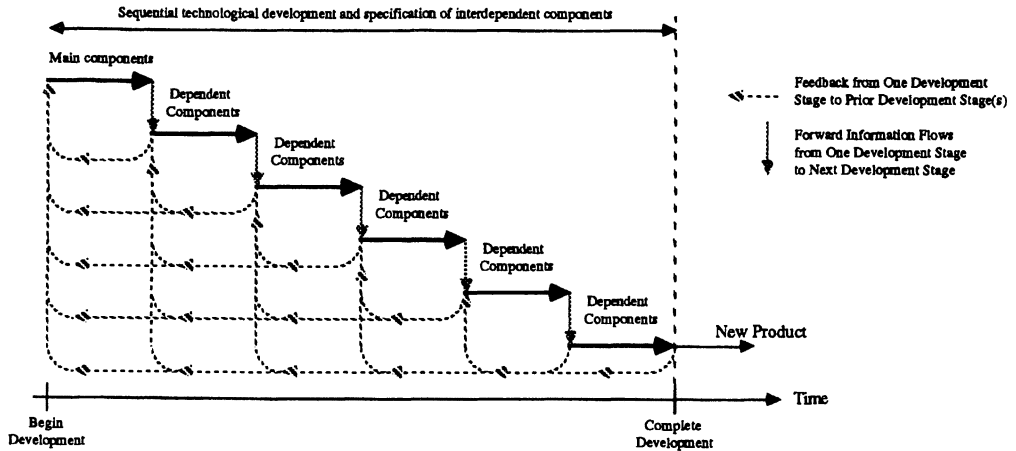 Sequential technological development and specification of interdependent components
Main components
Dependent
Components
Dependent
Components
Dependent
Components
Dependent
Components
Dependent
Components
New Product
Feedback from One Development
Stage to Prior Development Stage(s)
Forward Information Flows
from One Development Stage
to Next Development Stage
Time
Begin
Development
Complete
Development